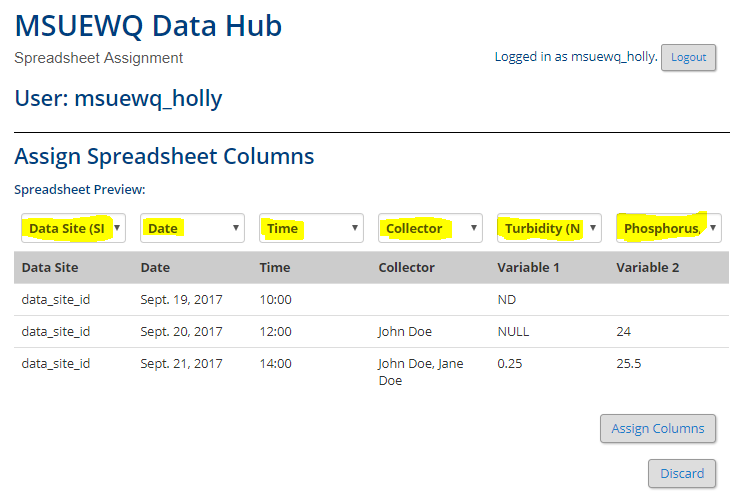 MSUEWQ Data Hub
Spreadsheet Assignment
Logged in as msuewq_holly. Logout
User: msuewq_holly
Assign Spreadsheet Columns
Spreadsheet Preview:
Data Site (SI Date Time Collector Turbidity (N Phosphorus,
Data Site Date Time Collector Variable 1 Variable 2
data_site_id Sept. 19, 2017 10:00 ND
data_site_id Sept. 20, 2017 12:00 John Doe NULL 24
data_site_id Sept. 21, 2017 14:00 John Doe, Jane 0.25 25.5
Doe
Assign Columns
Discard